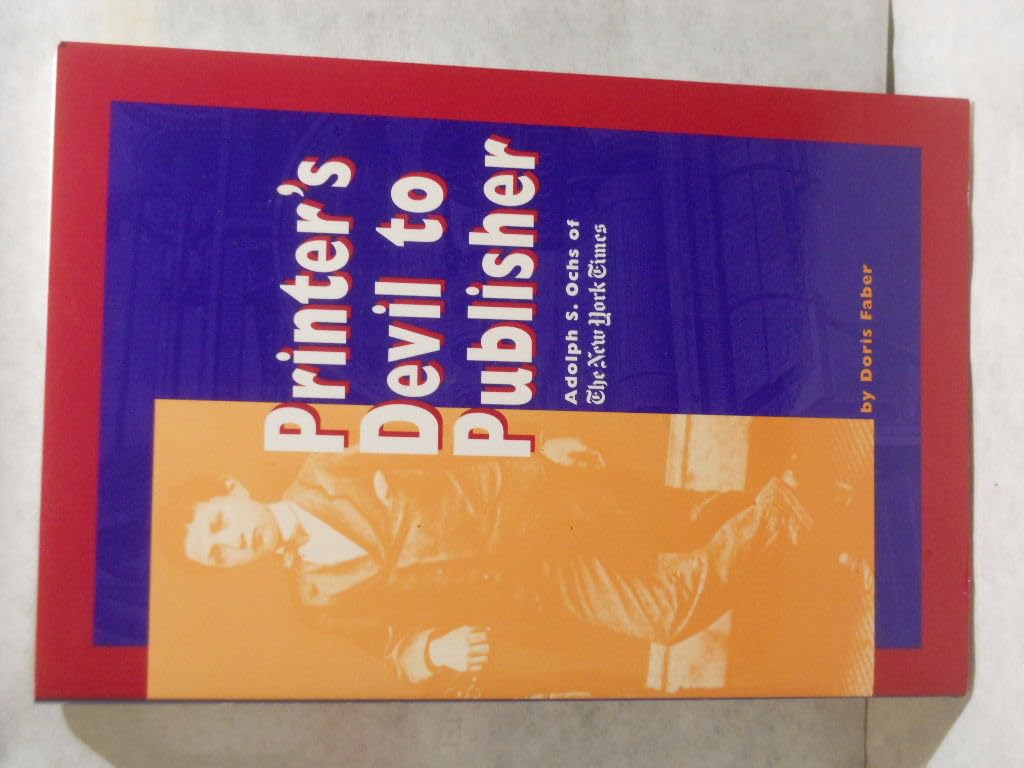 Printer's
Devil to
Publisher
Adolph S. Ochs of
The New York Times
by Doris Faber